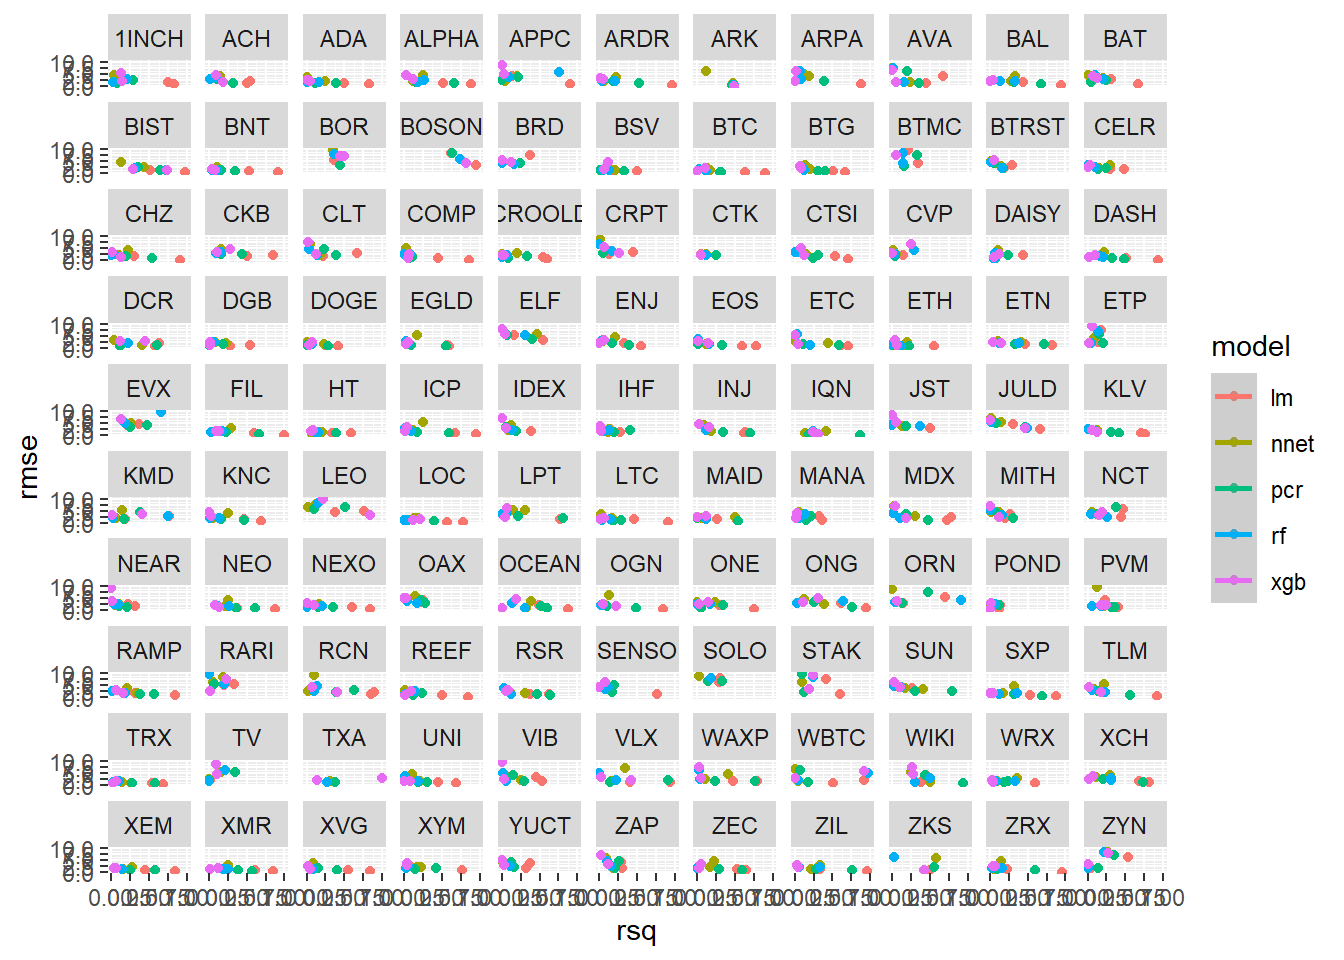 1INCH ACH ADA ALPHA APPC ARDR ARK ARPA AVA BAL BAT
BIST BNT BOR BOSON BRD BSV BTC BTG BTMC BTRST CELR
CHZ CKB CLT COMP CROOLD CRPT CTK CTSI CVP DAISY DASH
DCR DGB DOGE EGLD ELF ENJ EOS ETC ETH ETN ETP
EVX FIL HT ICP IDEX IHF INJ IQN JST JULD KLV
KMD KNC LEO LOC LPT LTC MAID MANA MDX MITH NCT
NEAR NEO NEXO OAX OCEAN OGN ONE ONG ORN POND PVM
RAMP RARI RCN REEF RSR SENSO SOLO STAK SUN SXP TLM
TRX TV TXA UNI VIB VLX WAXP WBTC WIKI WRX XCH
XEM XMR XVG XYM YUCT ZAP ZEC ZIL ZKS ZRX ZYN
rmse
rsq
model
lm
nnet
pcr
rf
xgb